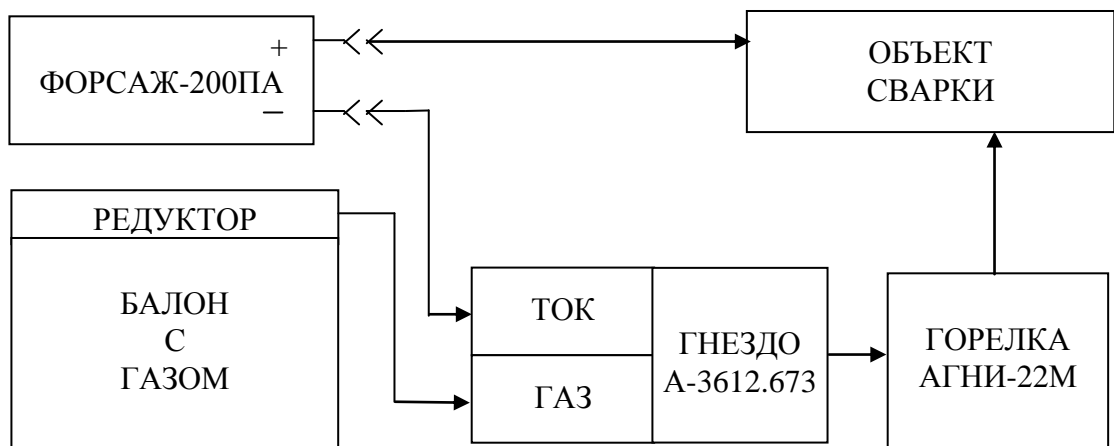 +
ФОРСАЖ-200ПА
–
ОБЪЕКТ
СВАРКИ
РЕДУКТОР
БАЛОН
С
ГАЗОМ
ТОК
ГАЗ
ГНЕЗДО
А-3612.673
ГОРЕЛКА
АГНИ-22М